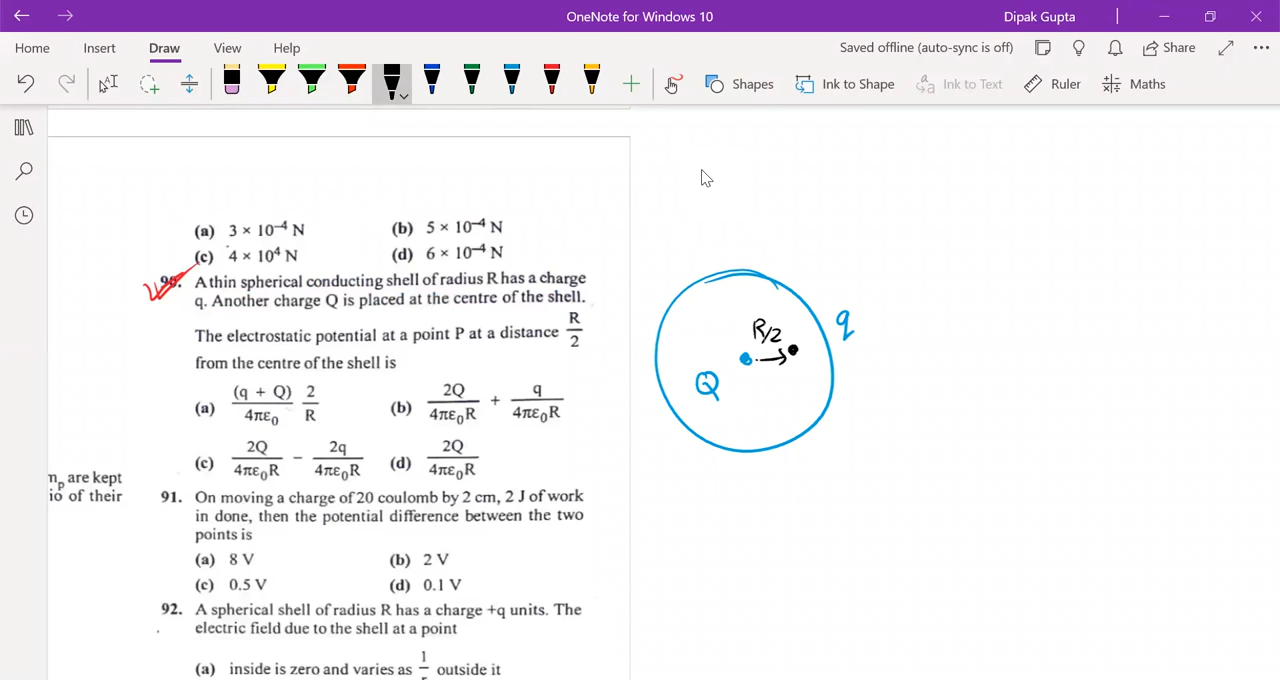 OneNote for Windows 10
Dipak Gupta
Home Insert Draw View Help
Saved offline (auto-sync is off)
Share
Shapes
Ink to Shape
Ink to Text
Ruler
Maths
(a) 3 × 10⁻⁴ N (b) 5 × 10⁻⁴ N
(c) 4 × 10⁴ N (d) 6 × 10⁻⁴ N
90. A thin spherical conducting shell of radius R has a charge
q. Another charge Q is placed at the centre of the shell.
The electrostatic potential at a point P at a distance R/2
from the centre of the shell is
(a) (q + Q)/4πε₀ 2/R (b) 2Q/4πε₀R + q/4πε₀R
(c) 2Q/4πε₀R − 2q/4πε₀R (d) 2Q/4πε₀R
mₚ are kept
io of their
91. On moving a charge of 20 coulomb by 2 cm, 2 J of work
in done, then the potential difference between the two
points is
(a) 8 V (b) 2 V
(c) 0.5 V (d) 0.1 V
92. A spherical shell of radius R has a charge +q units. The
electric field due to the shell at a point
(a) inside is zero and varies as 1/r outside it
R/2
q
Q